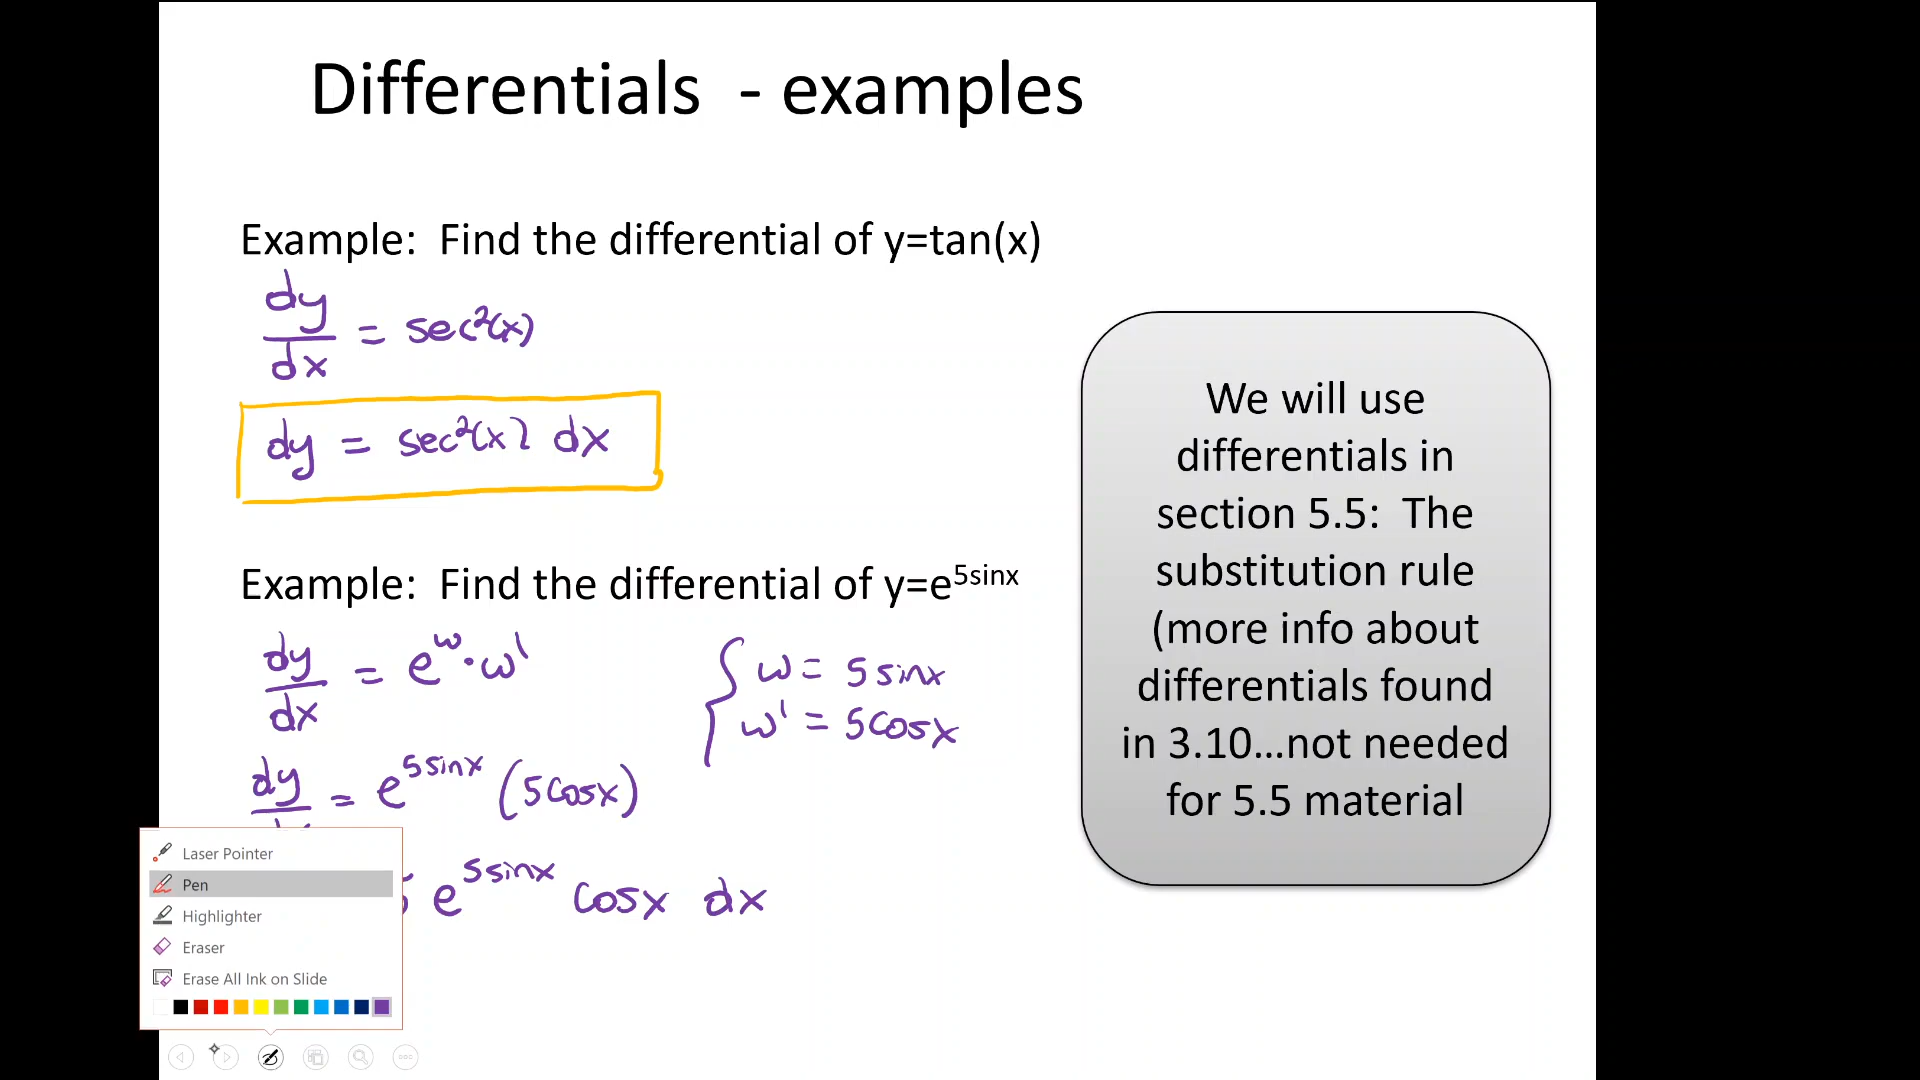 Differentials - examples
Example: Find the differential of y=tan(x)
dy/dx = sec²(x)
dy = sec²(x) dx
Example: Find the differential of y=e^5sinx
dy/dx = e^w · w'
w = 5 sinx
w' = 5cosx
dy = e^5sinx (5cosx)
5 e^5sinx cosx dx
We will use
differentials in
section 5.5: The
substitution rule
(more info about
differentials found
in 3.10...not needed
for 5.5 material
Laser Pointer
Pen
Highlighter
Eraser
Erase All Ink on Slide